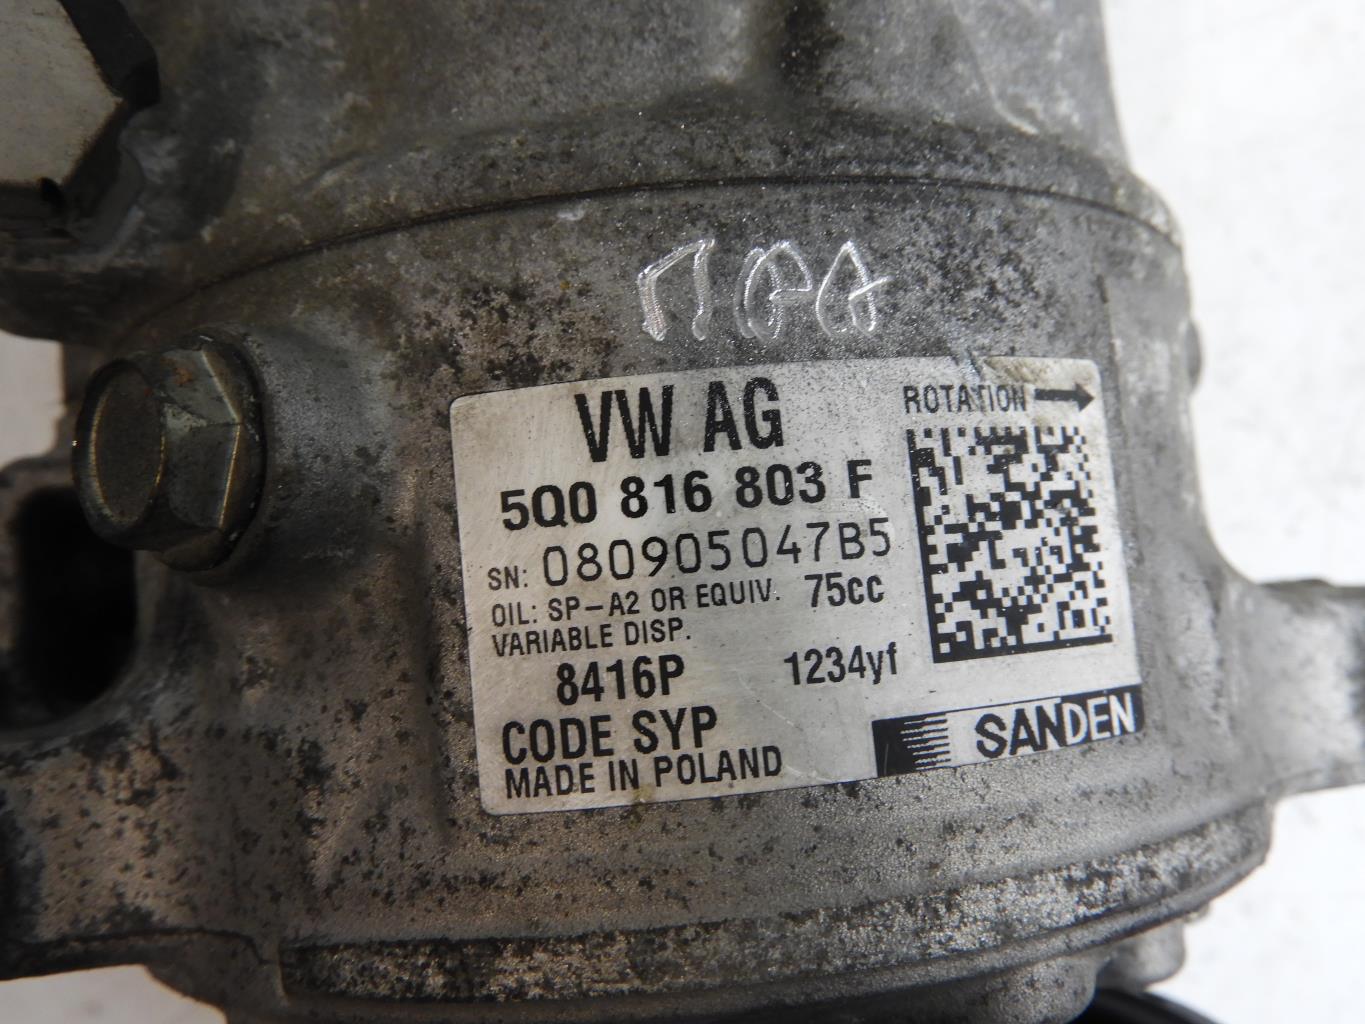 ПРА
VW AG
ROTATION
5Q0 816 803 F
SN: 080905047B5
OIL: SP-A2 OR EQUIV. 75cc
VARIABLE DISP.
8416P 1234yf
CODE SYP
MADE IN POLAND
SANDEN